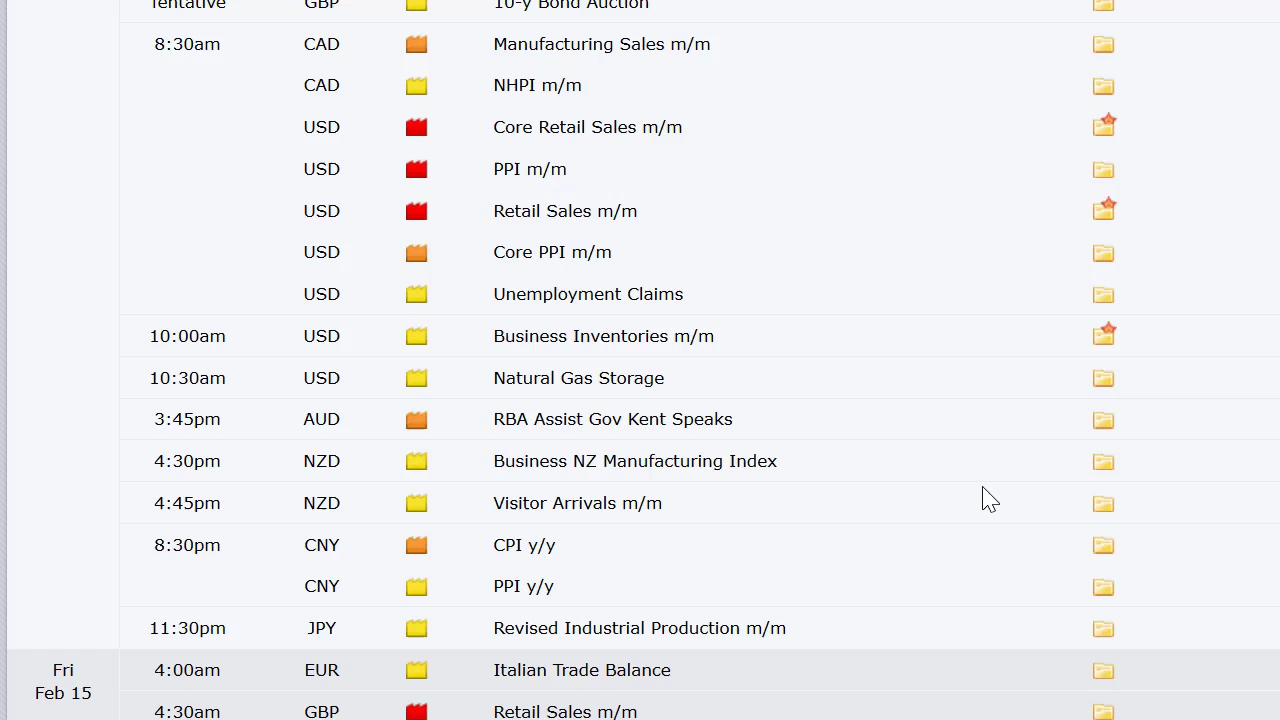 Tentative GBP 10-y Bond Auction
8:30am CAD Manufacturing Sales m/m
CAD NHPI m/m
USD Core Retail Sales m/m
USD PPI m/m
USD Retail Sales m/m
USD Core PPI m/m
USD Unemployment Claims
10:00am USD Business Inventories m/m
10:30am USD Natural Gas Storage
3:45pm AUD RBA Assist Gov Kent Speaks
4:30pm NZD Business NZ Manufacturing Index
4:45pm NZD Visitor Arrivals m/m
8:30pm CNY CPI y/y
CNY PPI y/y
11:30pm JPY Revised Industrial Production m/m
Fri 4:00am EUR Italian Trade Balance
Feb 15
4:30am GBP Retail Sales m/m